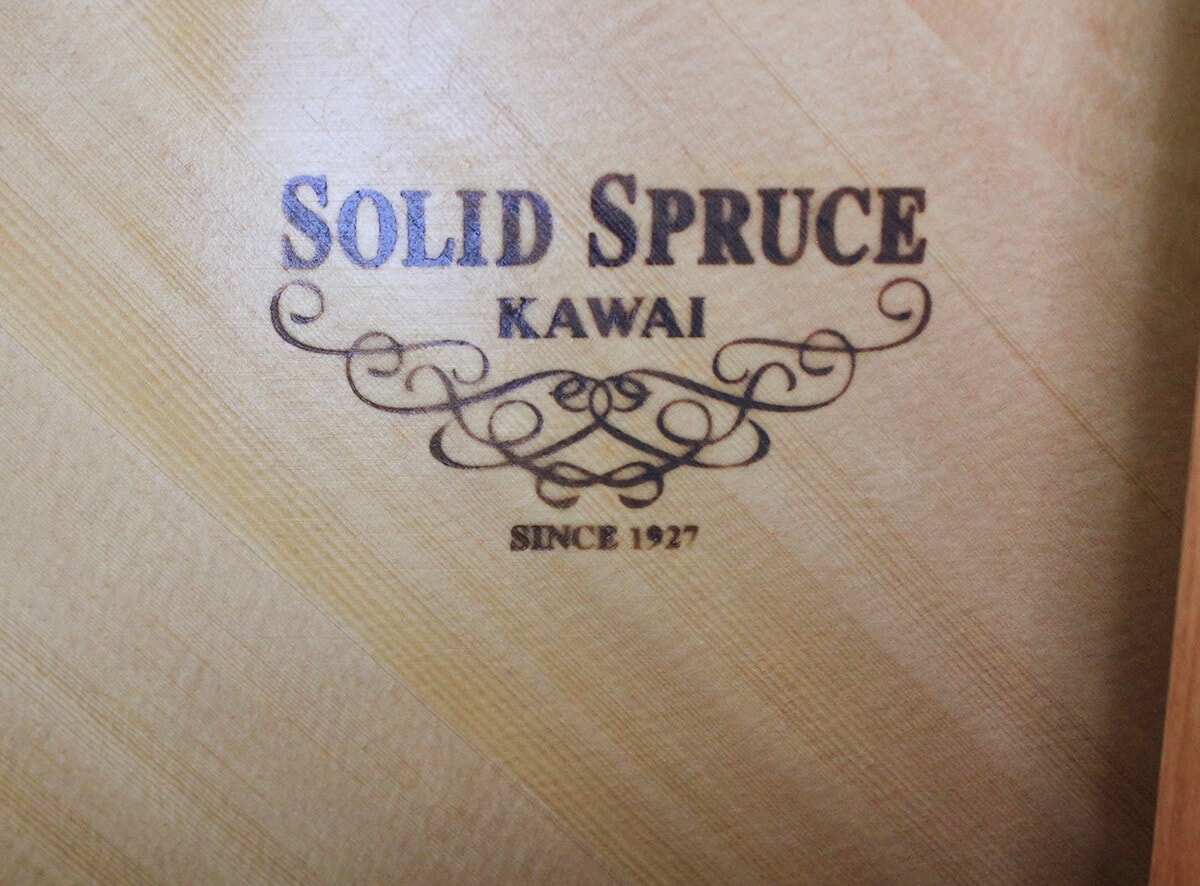 SOLID SPRUCE
KAWAI
SINCE 1927